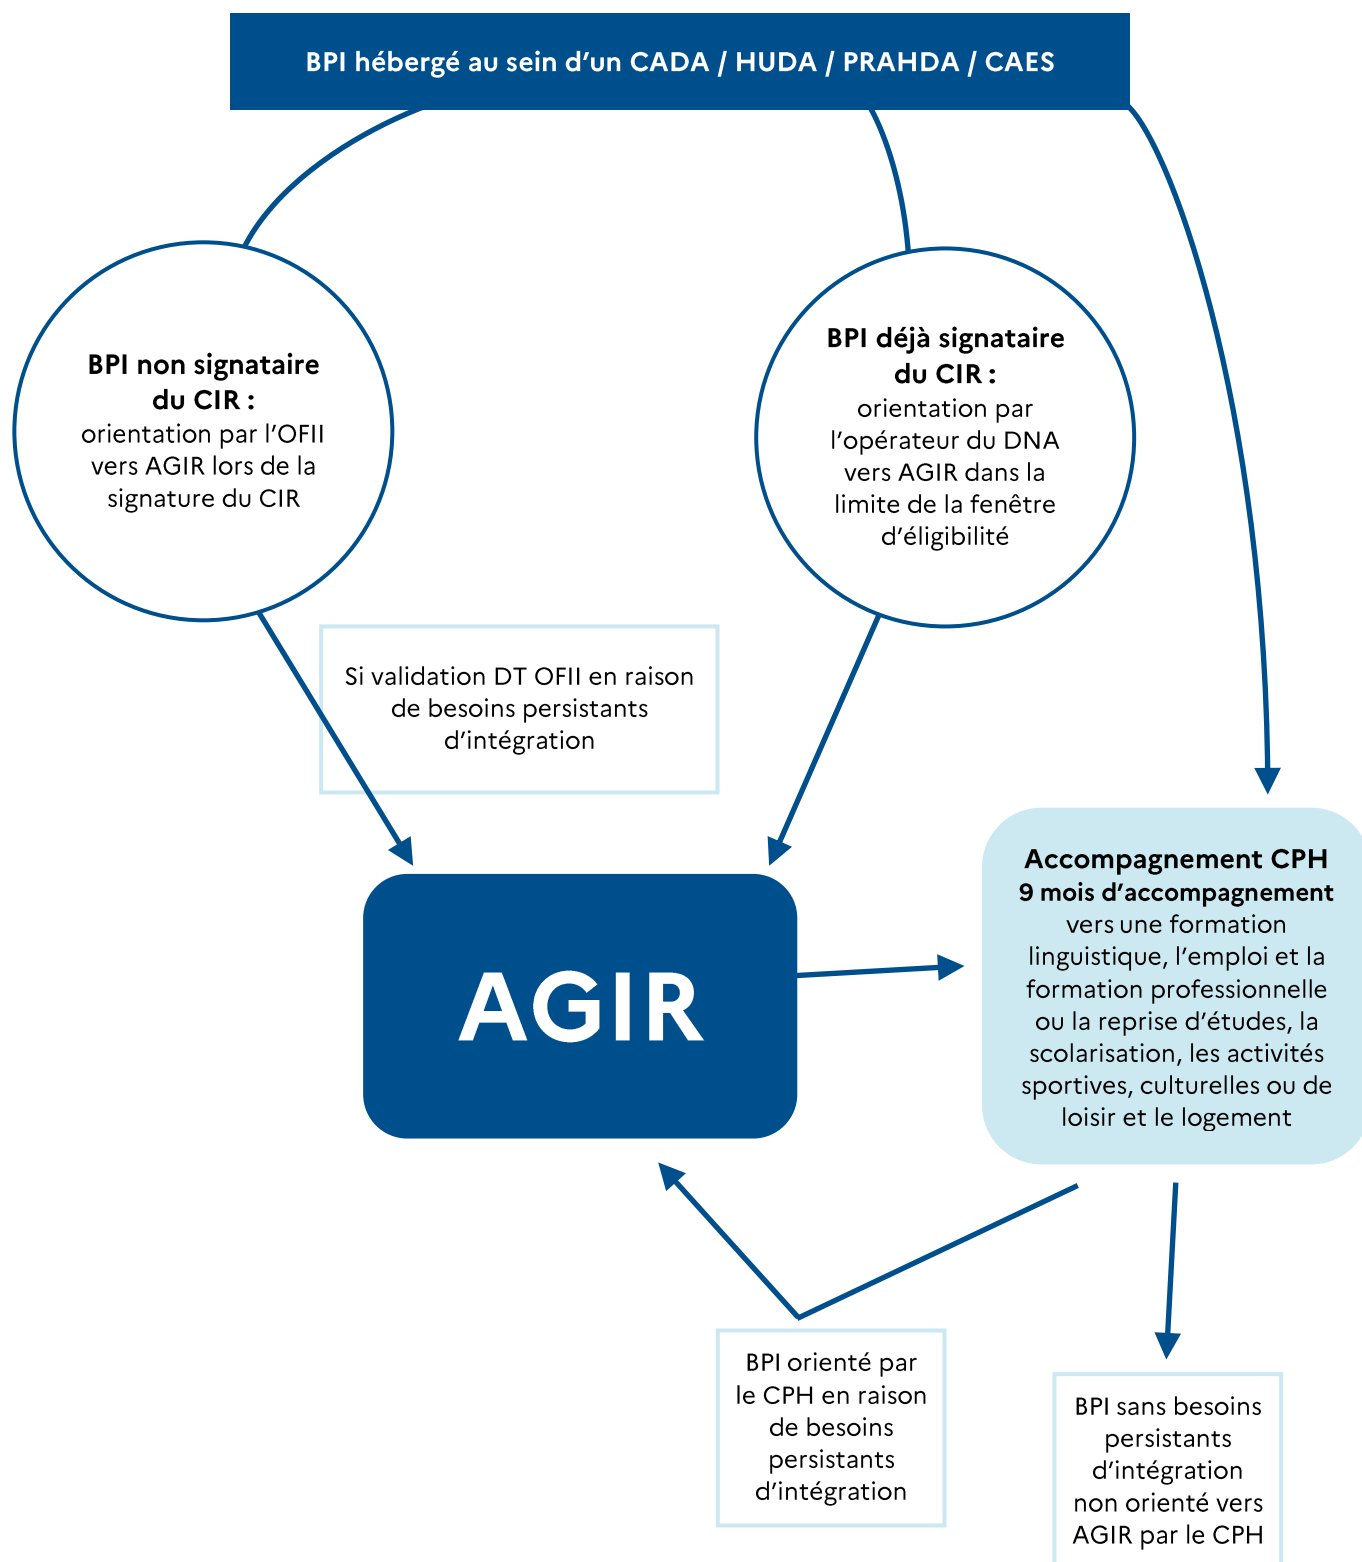 BPI hébergé au sein d’un CADA / HUDA / PRAHDA / CAES
BPI non signataire
du CIR :
orientation par l’OFII
vers AGIR lors de la
signature du CIR
BPI déjà signataire
du CIR :
orientation par
l’opérateur du DNA
vers AGIR dans la
limite de la fenêtre
d’éligibilité
Si validation DT OFII en raison
de besoins persistants
d’intégration
AGIR
Accompagnement CPH
9 mois d’accompagnement
vers une formation
linguistique, l’emploi et la
formation professionnelle
ou la reprise d’études, la
scolarisation, les activités
sportives, culturelles ou de
loisir et le logement
BPI orienté par
le CPH en raison
de besoins
persistants
d’intégration
BPI sans besoins
persistants
d’intégration
non orienté vers
AGIR par le CPH